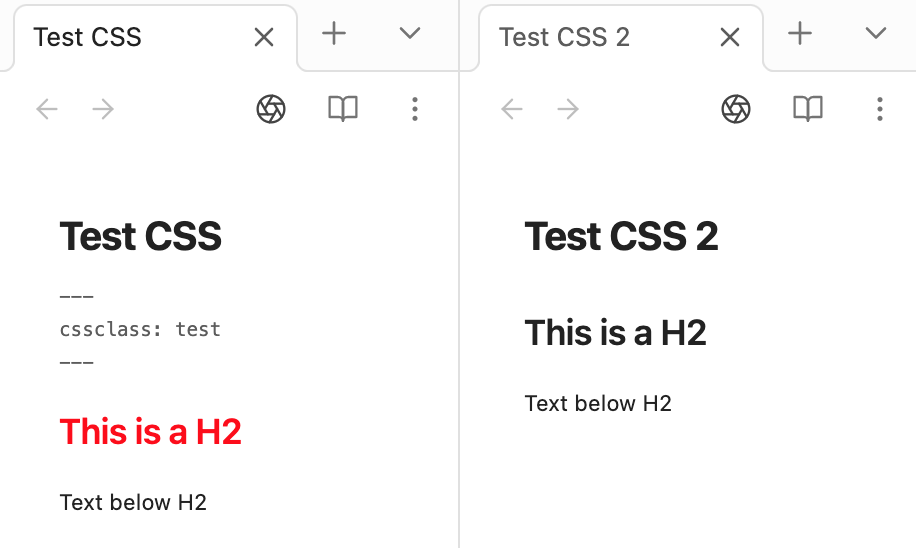 Test CSS
Test CSS
---
cssclass: test
---
This is a H2
Text below H2
Test CSS 2
Test CSS 2
This is a H2
Text below H2